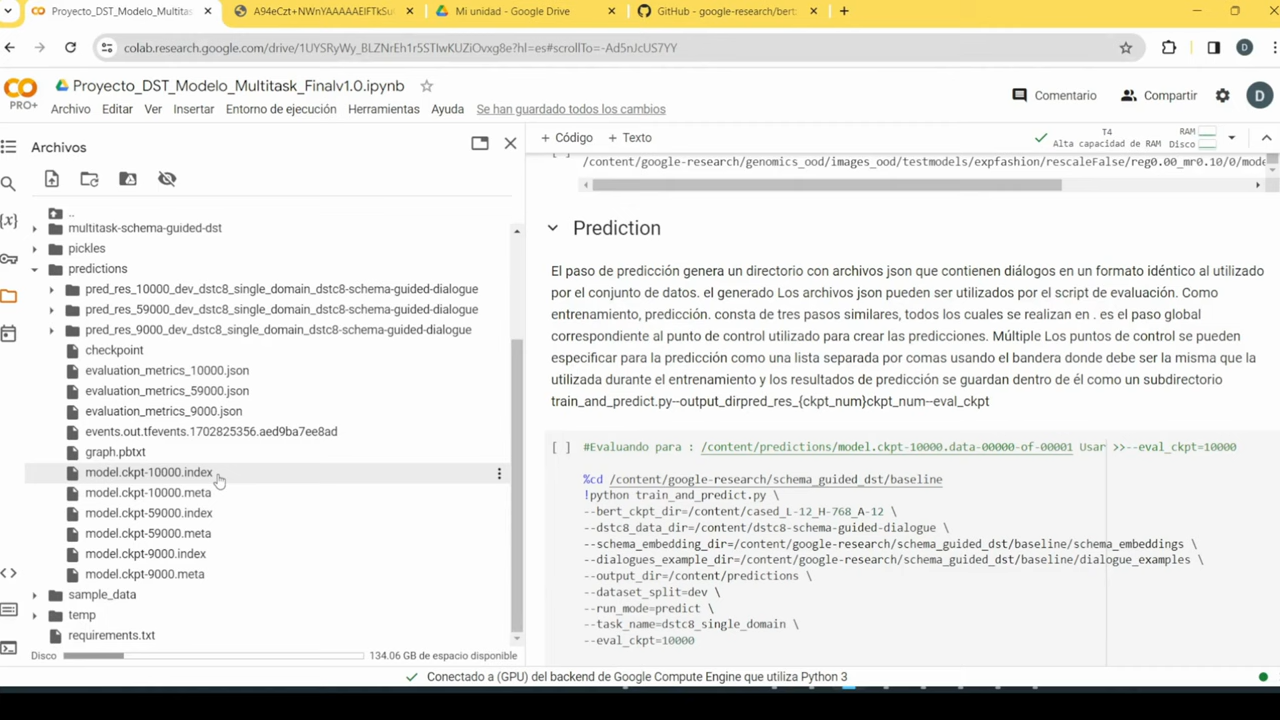 Proyecto_DST_Modelo_Multitas
A94eCzt+NWnYAAAAAElFTkSu
Mi unidad - Google Drive
GitHub - google-research/bert
colab.research.google.com/drive/1UYSRyWy_BLZNrEh1r5STlwKUZiOvxg8e?hl=es#scrollTo=-Ad5nJcUS7YY
D
PRO+
Proyecto_DST_Modelo_Multitask_Finalv1.0.ipynb
Archivo Editar Ver Insertar Entorno de ejecución Herramientas Ayuda Se han guardado todos los cambios
Comentario
Compartir
D
Archivos
+ Código + Texto
T4
Alta capacidad de RAM
RAM
Disco
..
multitask-schema-guided-dst
pickles
predictions
pred_res_10000_dev_dstc8_single_domain_dstc8-schema-guided-dialogue
pred_res_59000_dev_dstc8_single_domain_dstc8-schema-guided-dialogue
pred_res_9000_dev_dstc8_single_domain_dstc8-schema-guided-dialogue
checkpoint
evaluation_metrics_10000.json
evaluation_metrics_59000.json
evaluation_metrics_9000.json
events.out.tfevents.1702825356.aed9ba7ee8ad
graph.pbtxt
model.ckpt-10000.index
model.ckpt-10000.meta
model.ckpt-59000.index
model.ckpt-59000.meta
model.ckpt-9000.index
model.ckpt-9000.meta
sample_data
temp
requirements.txt
Disco 134.06 GB de espacio disponible
/content/google-research/genomics_ood/images_ood/testmodels/expfashion/rescaleFalse/reg0.00_mr0.10/0/mode
Prediction
El paso de predicción genera un directorio con archivos json que contienen diálogos en un formato idéntico al utilizado
por el conjunto de datos. el generado Los archivos json pueden ser utilizados por el script de evaluación. Como
entrenamiento, predicción. consta de tres pasos similares, todos los cuales se realizan en . es el paso global
correspondiente al punto de control utilizado para crear las predicciones. Múltiple Los puntos de control se pueden
especificar para la predicción como una lista separada por comas usando el bandera donde debe ser la misma que la
utilizada durante el entrenamiento y los resultados de predicción se guardan dentro de él como un subdirectorio
train_and_predict.py--output_dirpred_res_{ckpt_num}ckpt_num--eval_ckpt
[ ] #Evaluando para : /content/predictions/model.ckpt-10000.data-00000-of-00001 Usar >>--eval_ckpt=10000
%cd /content/google-research/schema_guided_dst/baseline
!python train_and_predict.py \
--bert_ckpt_dir=/content/cased_L-12_H-768_A-12 \
--dstc8_data_dir=/content/dstc8-schema-guided-dialogue \
--schema_embedding_dir=/content/google-research/schema_guided_dst/baseline/schema_embeddings \
--dialogues_example_dir=/content/google-research/schema_guided_dst/baseline/dialogue_examples \
--output_dir=/content/predictions \
--dataset_split=dev \
--run_mode=predict \
--task_name=dstc8_single_domain \
--eval_ckpt=10000
Conectado a (GPU) del backend de Google Compute Engine que utiliza Python 3